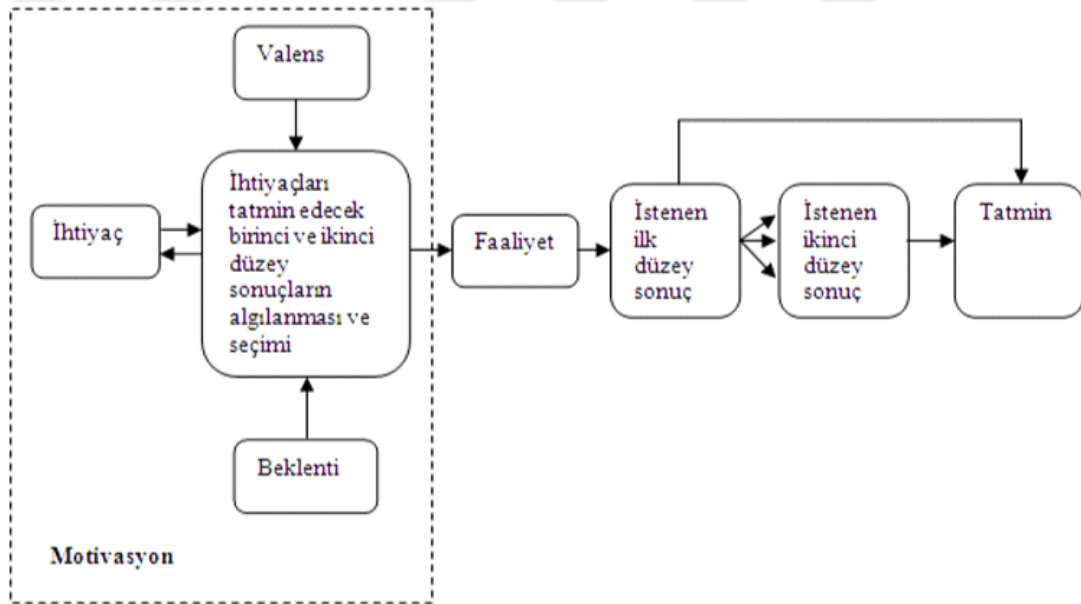 Valens
İhtiyaç
İhtiyaçları
tatmin edecek
birinci ve ikinci
düzey
sonuçların
algılanması ve
seçimi
Beklenti
Motivasyon
Faaliyet
İstenen
ilk
düzey
sonuç
İstenen
ikinci
düzey
sonuç
Tatmin